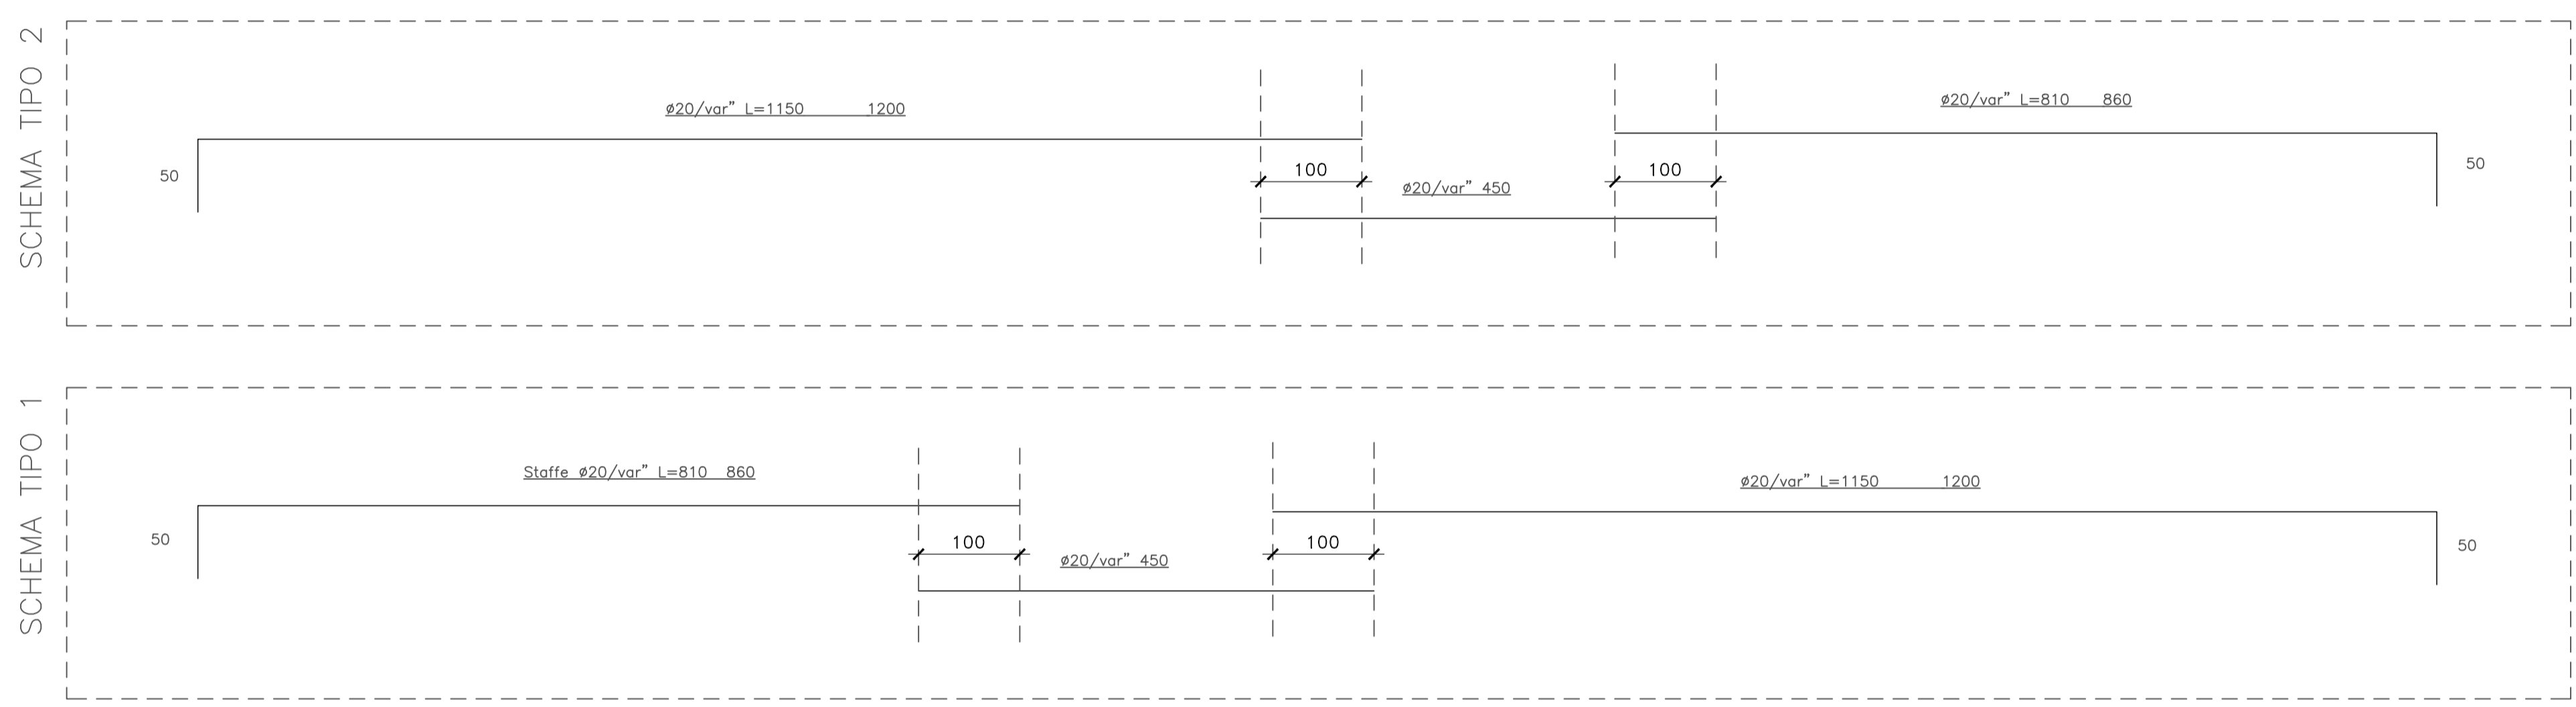 SCHEMA TIPO 2
ø20/var" L=1150 1200
ø20/var" L=810 860
50
100
ø20/var" 450
100
50
SCHEMA TIPO 1
Staffe ø20/var" L=810 860
ø20/var" L=1150 1200
50
100
ø20/var" 450
100
50